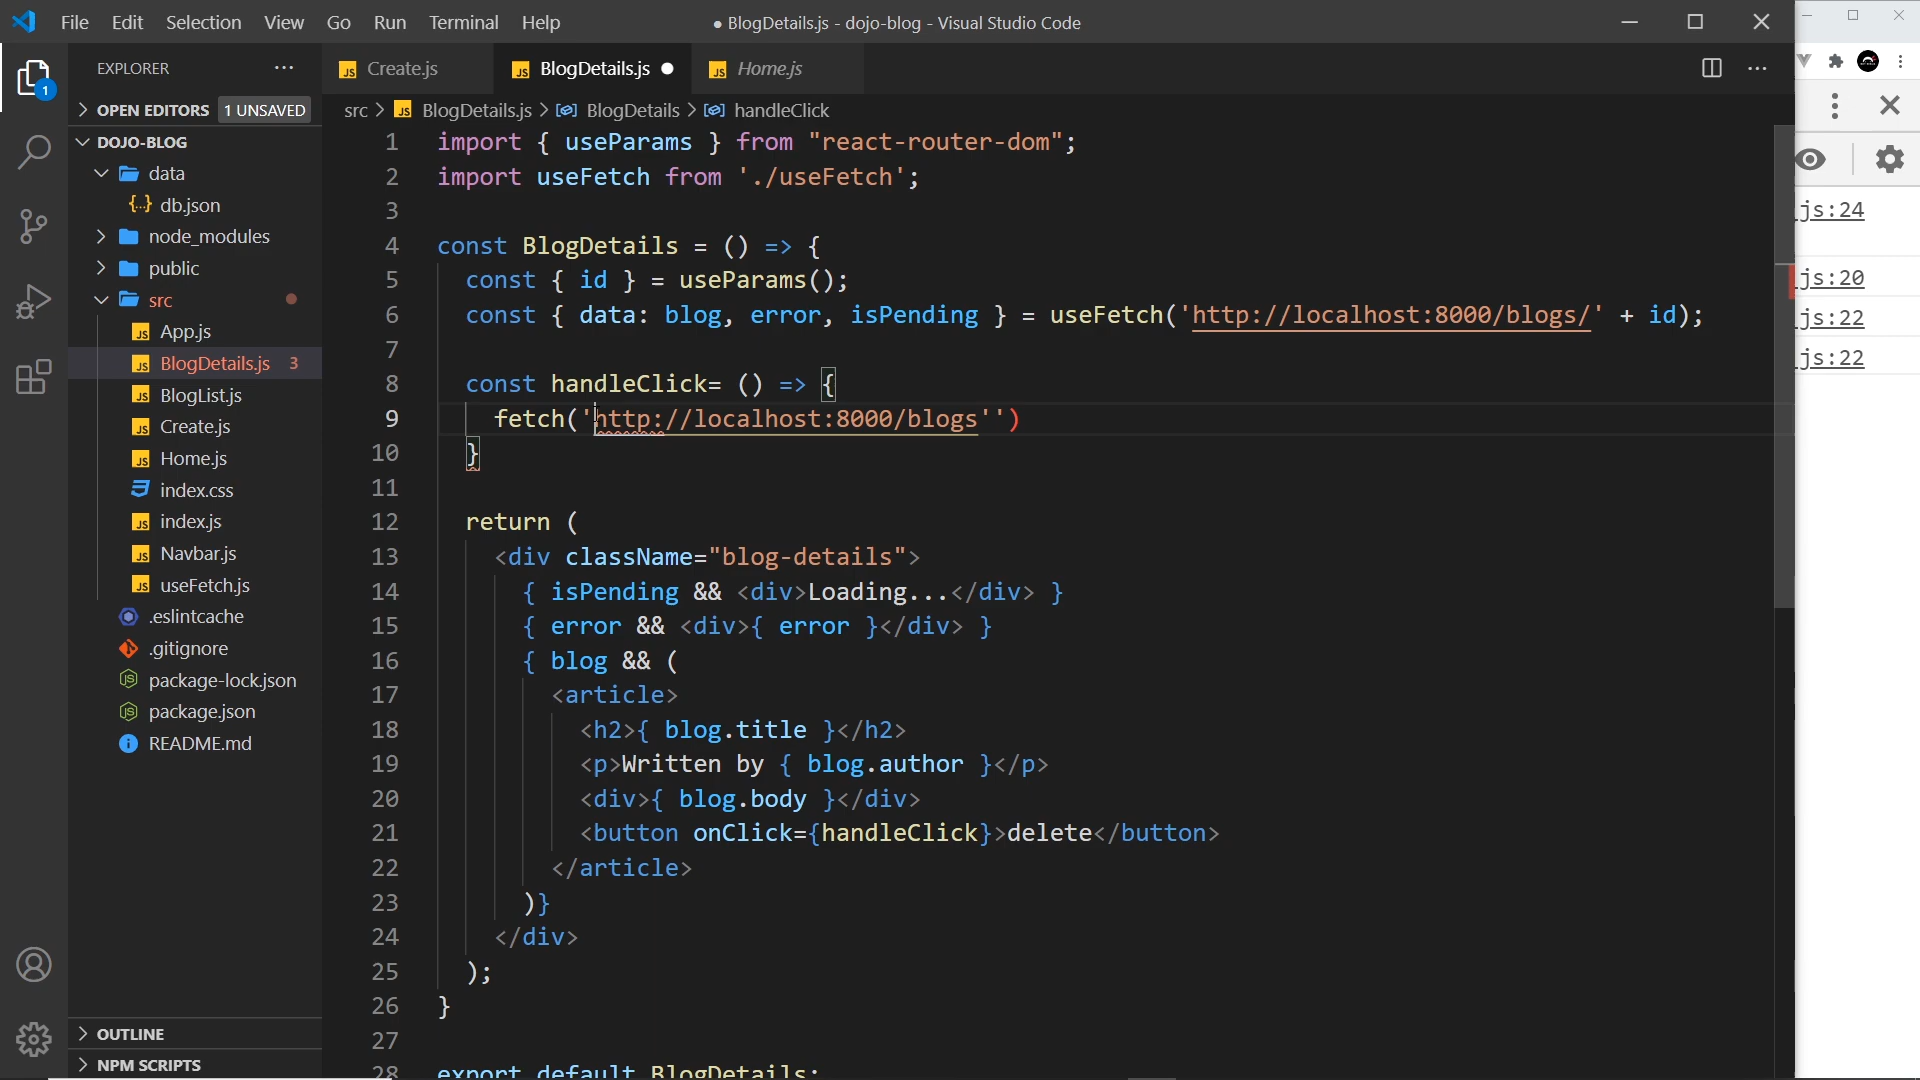 File Edit Selection View Go Run Terminal Help
● BlogDetails.js - dojo-blog - Visual Studio Code
EXPLORER
Create.js
BlogDetails.js
Home.js
1
OPEN EDITORS 1 UNSAVED
src > BlogDetails.js > BlogDetails > handleClick
DOJO-BLOG
data
db.json
node_modules
public
src
App.js
BlogDetails.js 3
BlogList.js
Create.js
Home.js
index.css
index.js
Navbar.js
useFetch.js
.eslintcache
.gitignore
package-lock.json
package.json
README.md
OUTLINE
NPM SCRIPTS
1 import { useParams } from "react-router-dom";
2 import useFetch from './useFetch';
3
4 const BlogDetails = () => {
5 const { id } = useParams();
6 const { data: blog, error, isPending } = useFetch('http://localhost:8000/blogs/' + id);
7
8 const handleClick= () => {
9 fetch('http://localhost:8000/blogs'')
10 }
11
12 return (
13 <div className="blog-details">
14 { isPending && <div>Loading...</div> }
15 { error && <div>{ error }</div> }
16 { blog && (
17 <article>
18 <h2>{ blog.title }</h2>
19 <p>Written by { blog.author }</p>
20 <div>{ blog.body }</div>
21 <button onClick={handleClick}>delete</button>
22 </article>
23 )}
24 </div>
25 );
26 }
27
28 export default BlogDetails;
js:24
js:20
js:22
js:22